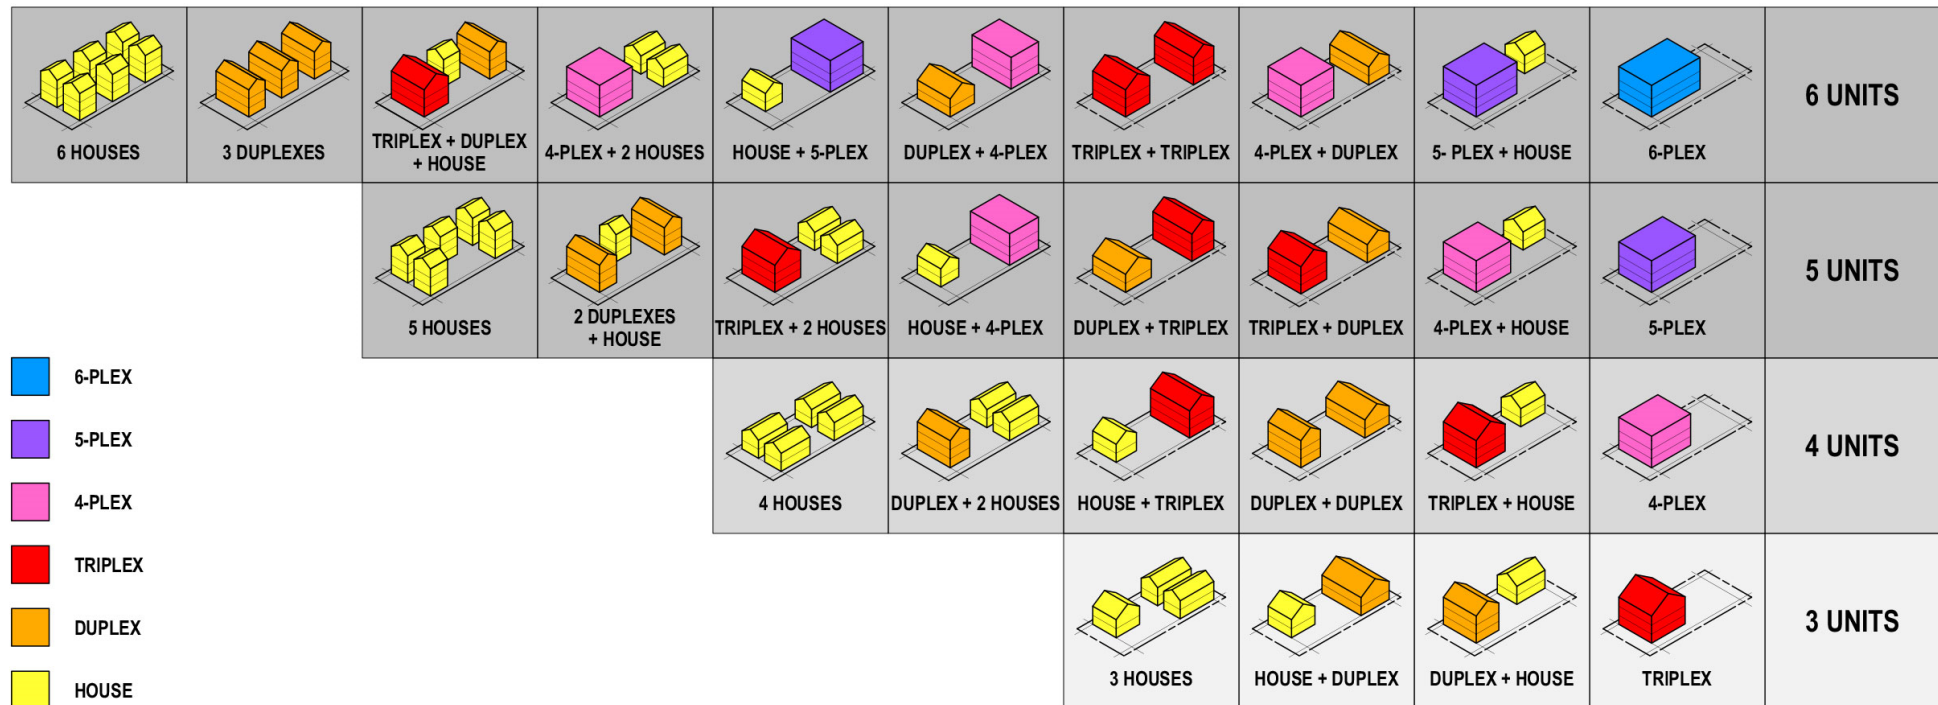 6 HOUSES
3 DUPLEXES
TRIPLEX + DUPLEX
+ HOUSE
4-PLEX + 2 HOUSES
HOUSE + 5-PLEX
DUPLEX + 4-PLEX
TRIPLEX + TRIPLEX
4-PLEX + DUPLEX
5- PLEX + HOUSE
6-PLEX
6 UNITS
5 HOUSES
2 DUPLEXES
+ HOUSE
TRIPLEX + 2 HOUSES
HOUSE + 4-PLEX
DUPLEX + TRIPLEX
TRIPLEX + DUPLEX
4-PLEX + HOUSE
5-PLEX
5 UNITS
4 HOUSES
DUPLEX + 2 HOUSES
HOUSE + TRIPLEX
DUPLEX + DUPLEX
TRIPLEX + HOUSE
4-PLEX
4 UNITS
3 HOUSES
HOUSE + DUPLEX
DUPLEX + HOUSE
TRIPLEX
3 UNITS
6-PLEX
5-PLEX
4-PLEX
TRIPLEX
DUPLEX
HOUSE